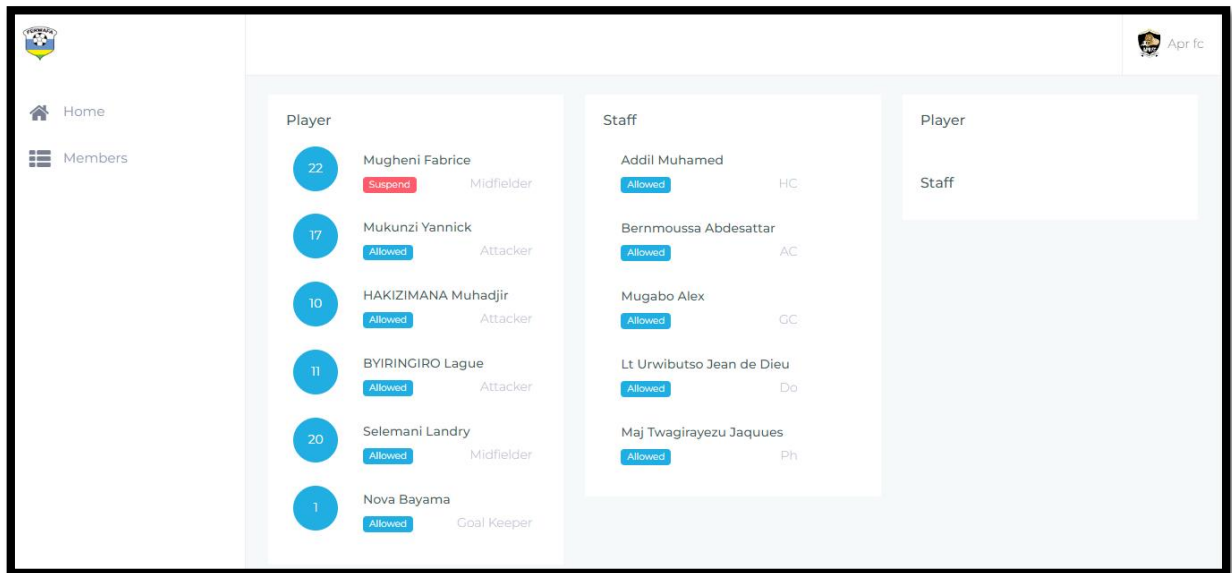 FERWAFA
Apr fc
Home
Members
Player
22
Mugheni Fabrice
Suspend Midfielder
17
Mukunzi Yannick
Allowed Attacker
10
HAKIZIMANA Muhadjir
Allowed Attacker
11
BYIRINGIRO Lague
Allowed Attacker
20
Selemani Landry
Allowed Midfielder
1
Nova Bayama
Allowed Goal Keeper
Staff
Addil Muhamed
Allowed HC
Bernmoussa Abdesattar
Allowed AC
Mugabo Alex
Allowed GC
Lt Urwibutso Jean de Dieu
Allowed Do
Maj Twagirayezu Jaquues
Allowed Ph
Player
Staff